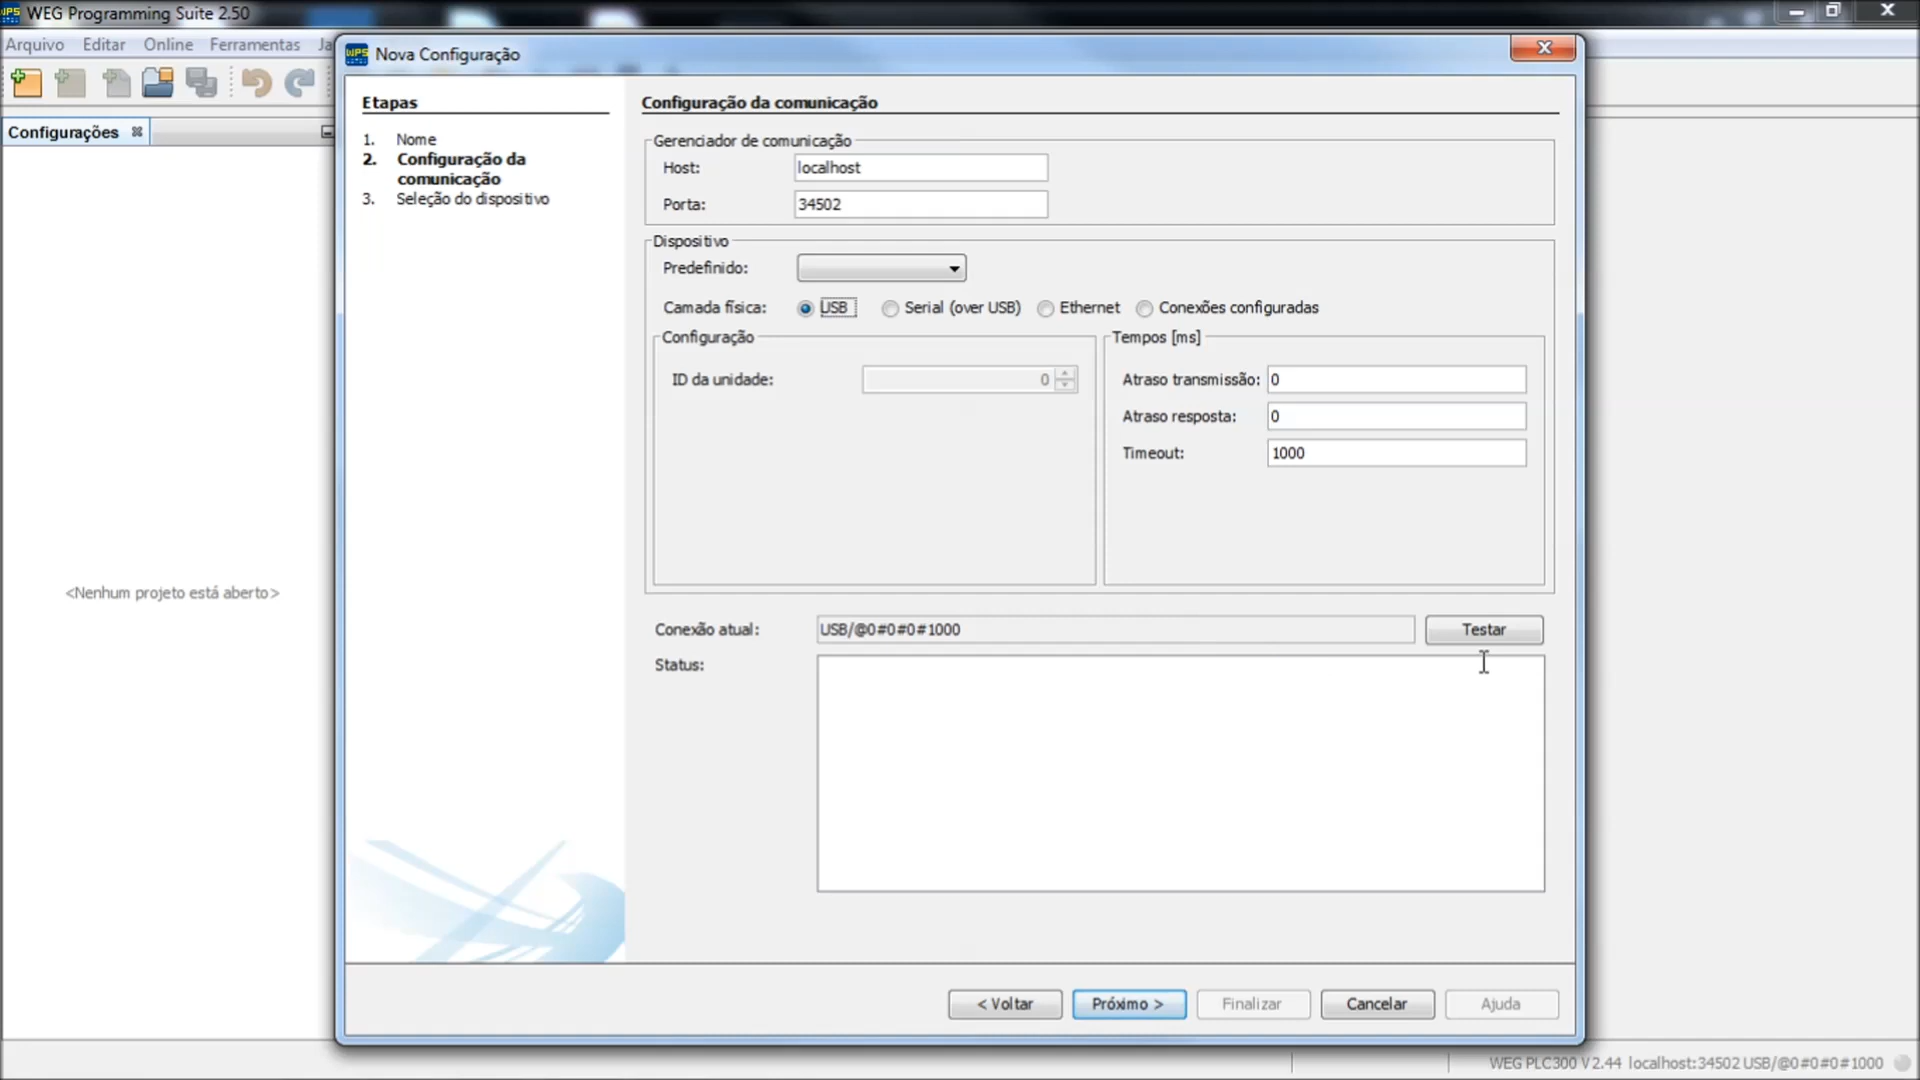 WPS
WEG Programming Suite 2.50
Arquivo Editar Online Ferramentas Ja
WPS
Nova Configuração
Configurações
<Nenhum projeto está aberto>
Etapas
1. Nome
2. Configuração da
comunicação
3. Seleção do dispositivo
Configuração da comunicação
Gerenciador de comunicação
Host: localhost
Porta: 34502
Dispositivo
Predefinido:
Camada física: USB Serial (over USB) Ethernet Conexões configuradas
Configuração
ID da unidade: 0
Tempos [ms]
Atraso transmissão: 0
Atraso resposta: 0
Timeout: 1000
Conexão atual: USB/@0#0#0#1000 Testar
Status:
< Voltar Próximo > Finalizar Cancelar Ajuda
WEG PLC300 V2.44 localhost:34502 USB/@0#0#0#1000